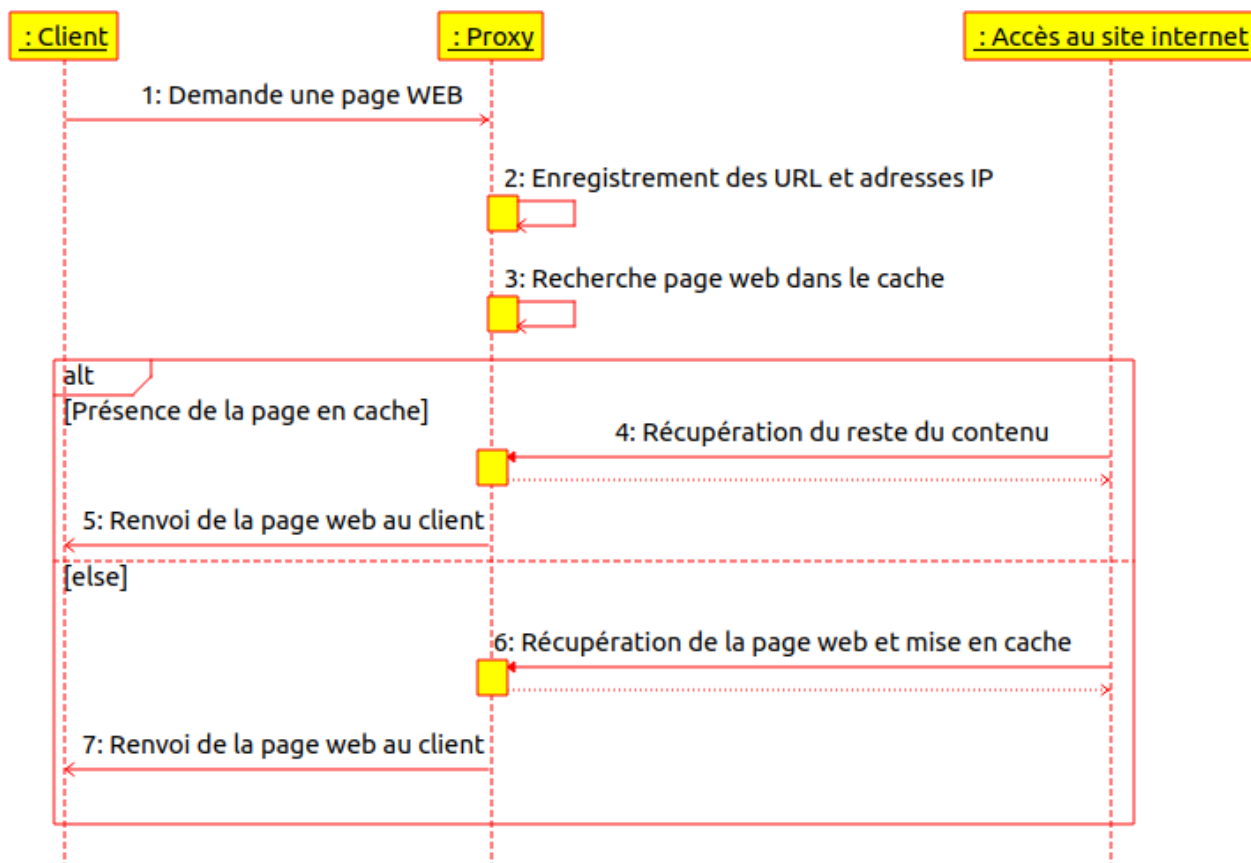 : Client
: Proxy
: Accès au site internet
1: Demande une page WEB
2: Enregistrement des URL et adresses IP
3: Recherche page web dans le cache
alt
[Présence de la page en cache]
4: Récupération du reste du contenu
5: Renvoi de la page web au client
[else]
6: Récupération de la page web et mise en cache
7: Renvoi de la page web au client